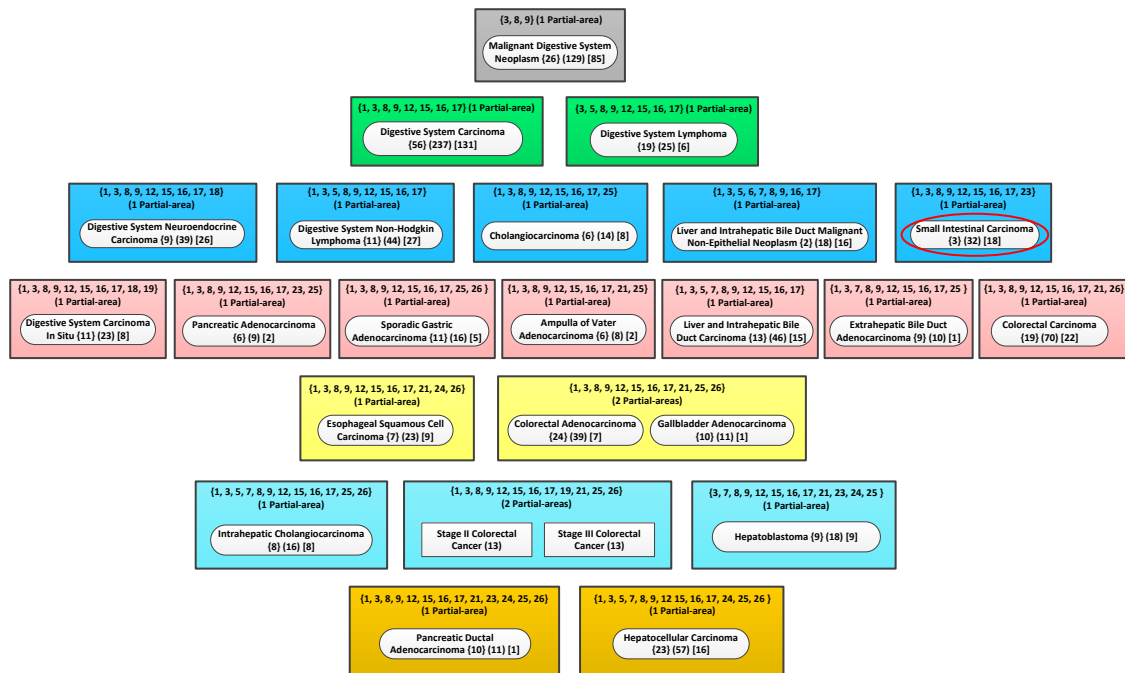 {3, 8, 9} (1 Partial-area)
Malignant Digestive System
Neoplasm {26} (129) [85]
{1, 3, 8, 9, 12, 15, 16, 17} (1 Partial-area)
Digestive System Carcinoma
{56} (237) [131]
{3, 5, 8, 9, 12, 15, 16, 17} (1 Partial-area)
Digestive System Lymphoma
{19} (25) [6]
{1, 3, 8, 9, 12, 15, 16, 17, 18}
(1 Partial-area)
Digestive System Neuroendocrine
Carcinoma {9} (39) [26]
{1, 3, 5, 8, 9, 12, 15, 16, 17}
(1 Partial-area)
Digestive System Non-Hodgkin
Lymphoma {11} (44) [27]
{1, 3, 8, 9, 12, 15, 16, 17, 25}
(1 Partial-area)
Cholangiocarcinoma {6} (14) [8]
{1, 3, 5, 6, 7, 8, 9, 16, 17}
(1 Partial-area)
Liver and Intrahepatic Bile Duct Malignant
Non-Epithelial Neoplasm {2} (18) [16]
{1, 3, 8, 9, 12, 15, 16, 17, 23}
(1 Partial-area)
Small Intestinal Carcinoma
{3} (32) [18]
{1, 3, 8, 9, 12, 15, 16, 17, 18, 19}
(1 Partial-area)
Digestive System Carcinoma
In Situ {11} (23) [8]
{1, 3, 8, 9, 12, 15, 16, 17, 23, 25}
(1 Partial-area)
Pancreatic Adenocarcinoma
{6} (9) [2]
{1, 3, 8, 9, 12, 15, 16, 17, 25, 26 }
(1 Partial-area)
Sporadic Gastric
Adenocarcinoma {11} (16) [5]
{1, 3, 8, 9, 12, 15, 16, 17, 21, 25}
(1 Partial-area)
Ampulla of Vater
Adenocarcinoma {6} (8) [2]
{1, 3, 5, 7, 8, 9, 12, 15, 16, 17}
(1 Partial-area)
Liver and Intrahepatic Bile
Duct Carcinoma {13} (46) [15]
{1, 3, 7, 8, 9, 12, 15, 16, 17, 25 }
(1 Partial-area)
Extrahepatic Bile Duct
Adenocarcinoma {9} (10) [1]
{1, 3, 8, 9, 12, 15, 16, 17, 21, 26}
(1 Partial-area)
Colorectal Carcinoma
{19} (70) [22]
{1, 3, 8, 9, 12, 15, 16, 17, 21, 24, 26}
(1 Partial-area)
Esophageal Squamous Cell
Carcinoma {7} (23) [9]
{1, 3, 8, 9, 12, 15, 16, 17, 21, 25, 26}
(2 Partial-areas)
Colorectal Adenocarcinoma
{24} (39) [7]
Gallbladder Adenocarcinoma
{10} (11) [1]
{1, 3, 5, 7, 8, 9, 12, 15, 16, 17, 25, 26}
(1 Partial-area)
Intrahepatic Cholangiocarcinoma
{8} (16) [8]
{1, 3, 8, 9, 12, 15, 16, 17, 19, 21, 25, 26}
(2 Partial-areas)
Stage II Colorectal
Cancer (13)
Stage III Colorectal
Cancer (13)
{3, 7, 8, 9, 12, 15, 16, 17, 21, 23, 24, 25 }
(1 Partial-area)
Hepatoblastoma {9} (18) [9]
{1, 3, 8, 9, 12, 15, 16, 17, 21, 23, 24, 25, 26}
(1 Partial-area)
Pancreatic Ductal
Adenocarcinoma {10} (11) [1]
{1, 3, 5, 7, 8, 9, 12 15, 16, 17, 24, 25, 26 }
(1 Partial-area)
Hepatocellular Carcinoma
{23} (57) [16]